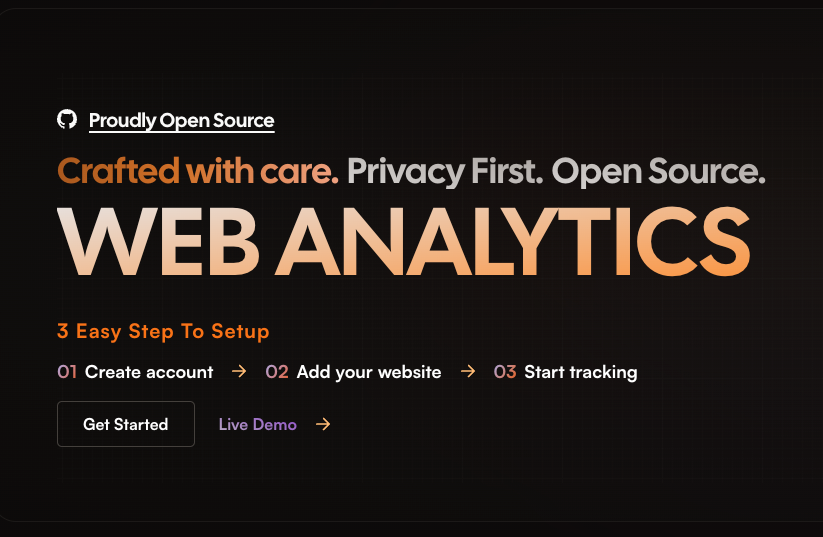 Proudly Open Source
Crafted with care. Privacy First. Open Source.
WEB ANALYTICS
3 Easy Step To Setup
01 Create account → 02 Add your website → 03 Start tracking
Get Started Live Demo →